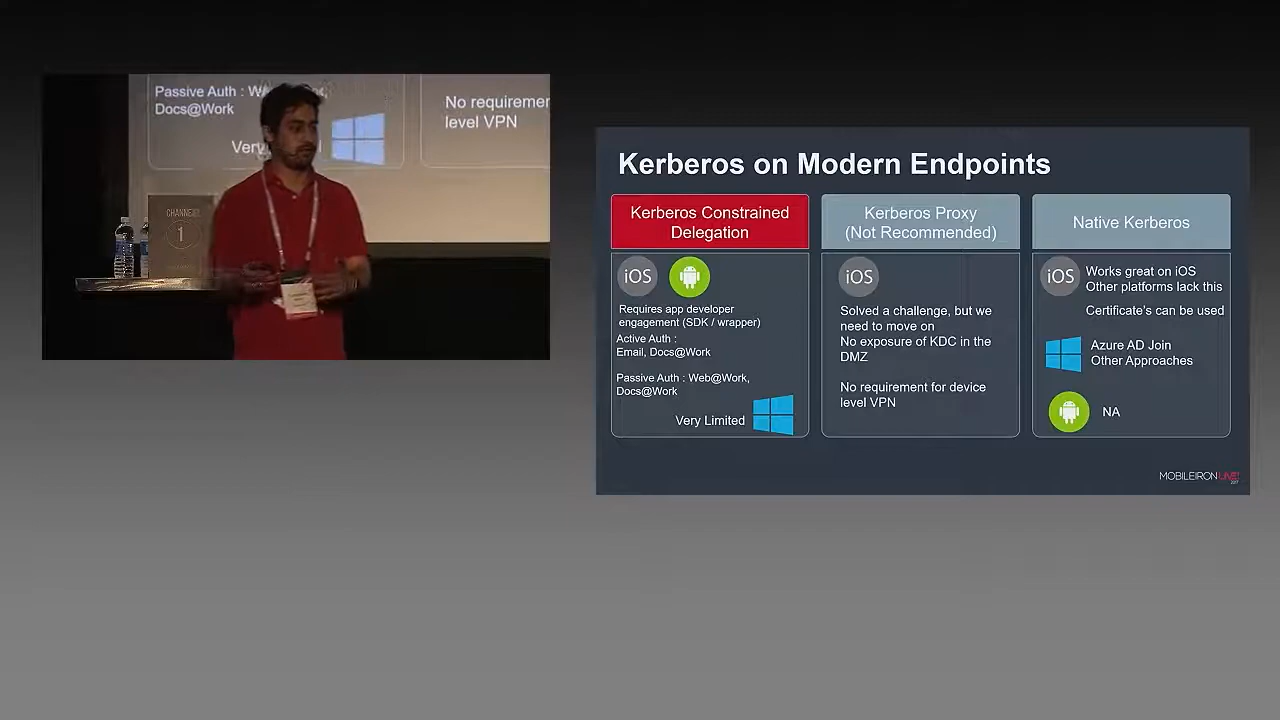 Passive Auth :
Docs@Work
Very
No requiremen
level VPN
CHANNEL
1
Kerberos on Modern Endpoints
Kerberos Constrained
Delegation
iOS
Requires app developer
engagement (SDK / wrapper)
Active Auth :
Email, Docs@Work
Passive Auth : Web@Work,
Docs@Work
Very Limited
Kerberos Proxy
(Not Recommended)
iOS
Solved a challenge, but we
need to move on
No exposure of KDC in the
DMZ
No requirement for device
level VPN
Native Kerberos
iOS
Works great on iOS
Other platforms lack this
Certificate's can be used
Azure AD Join
Other Approaches
NA
MOBILEIRON LIVE!
2017